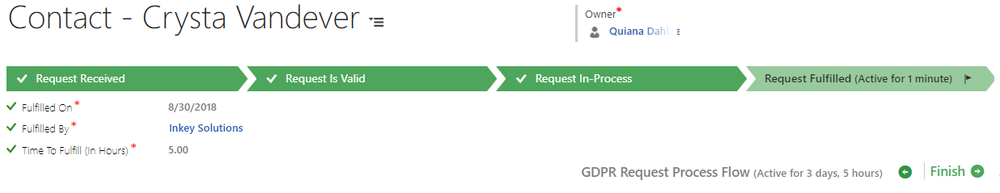 Contact - Crysta Vandever
Owner*
Quiana
Request Received
Request Is Valid
Request In-Process
Request Fulfilled (Active for 1 minute)
Fulfilled On*
8/30/2018
Fulfilled By*
Inkey Solutions
Time To Fulfill (In Hours)*
5.00
GDPR Request Process Flow (Active for 3 days, 5 hours)
Finish